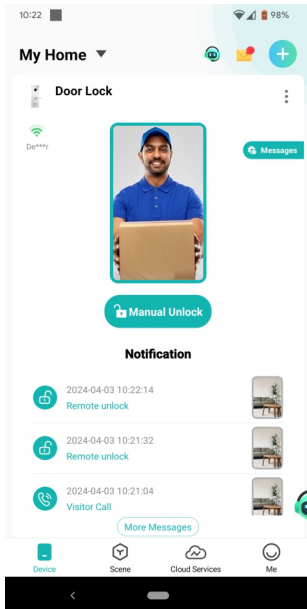 10:22
98%
My Home
Door Lock
De***r
Messages
Manual Unlock
Notification
2024-04-03 10:22:14
Remote unlock
2024-04-03 10:21:32
Remote unlock
2024-04-03 10:21:04
Visitor Call
More Messages
Device
Scene
Cloud Services
Me